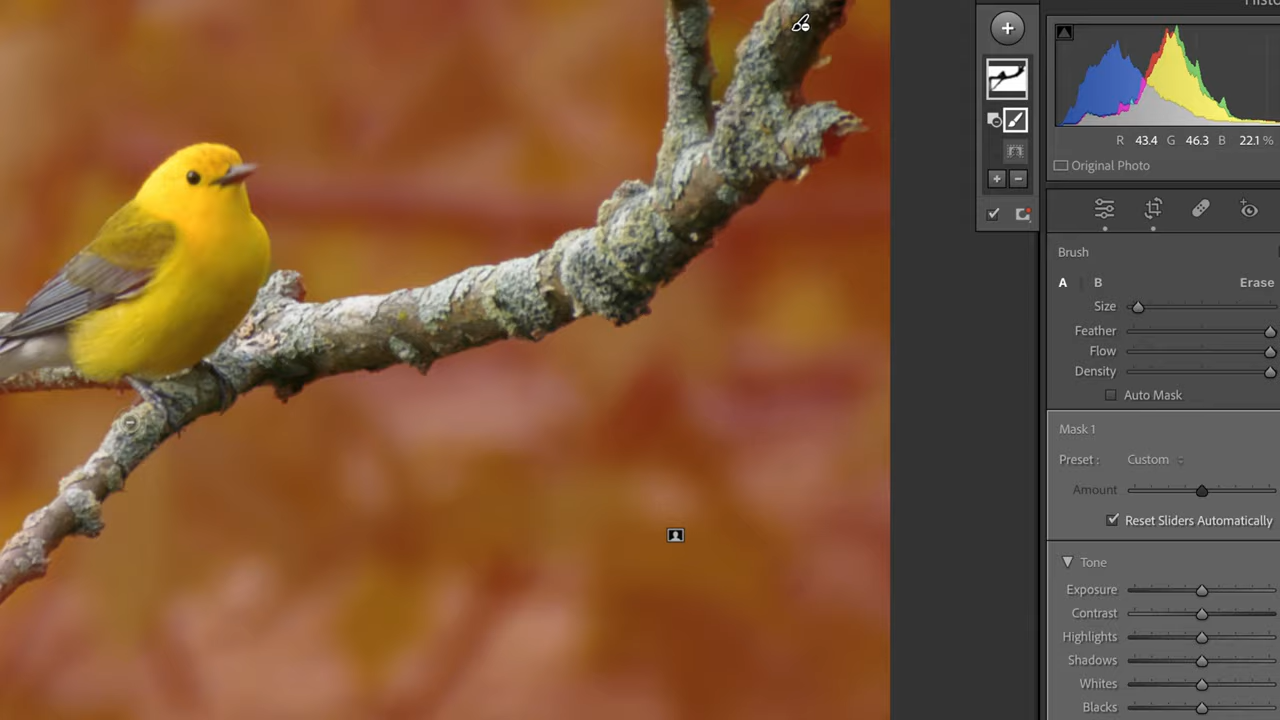 R 43.4 G 46.3 B 22.1 %
Original Photo
Brush
A B Erase
Size
Feather
Flow
Density
Auto Mask
Mask 1
Preset : Custom
Amount
Reset Sliders Automatically
Tone
Exposure
Contrast
Highlights
Shadows
Whites
Blacks